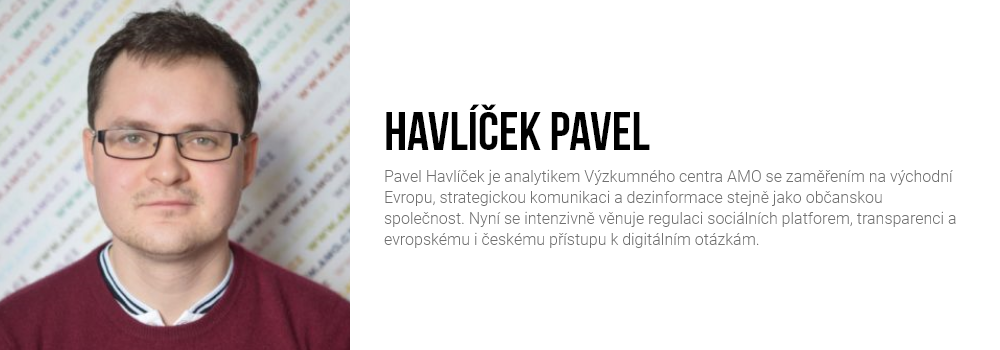 HAVLÍČEK PAVEL
Pavel Havlíček je analytikem Výzkumného centra AMO se zaměřením na východní
Evropu, strategickou komunikaci a dezinformace stejně jako občanskou
společnost. Nyní se intenzivně věnuje regulaci sociálních platforem, transparenci a
evropskému i českému přístupu k digitálním otázkám.